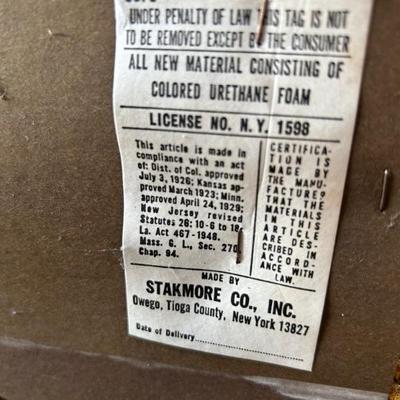 UNDER PENALTY OF LAW THIS TAG IS NOT
TO BE REMOVED EXCEPT BY THE CONSUMER
ALL NEW MATERIAL CONSISTING OF
COLORED URETHANE FOAM
LICENSE NO. N.Y. 1598
This article is made in
compliance with an act
of: Dist. of Col. approved
July 3, 1926; Kansas ap-
proved March 1923; Minn.
approved April 24, 1929;
New Jersey revised
Statutes 26: 10-6 to 18
La. Act 467-1948.
Mass. G. L., Sec. 270
Chap. 94.
CERTIFICA-
TION IS
MADE BY
THE MANU-
FACTURER
THAT THE
MATERIALS
IN THIS
ARTICLE
ARE DES-
CRIBED IN
ACCORD-
ANCE WITH
LAW.
MADE BY
STAKMORE CO., INC.
Owego, Tioga County, New York 13827
Date of Delivery